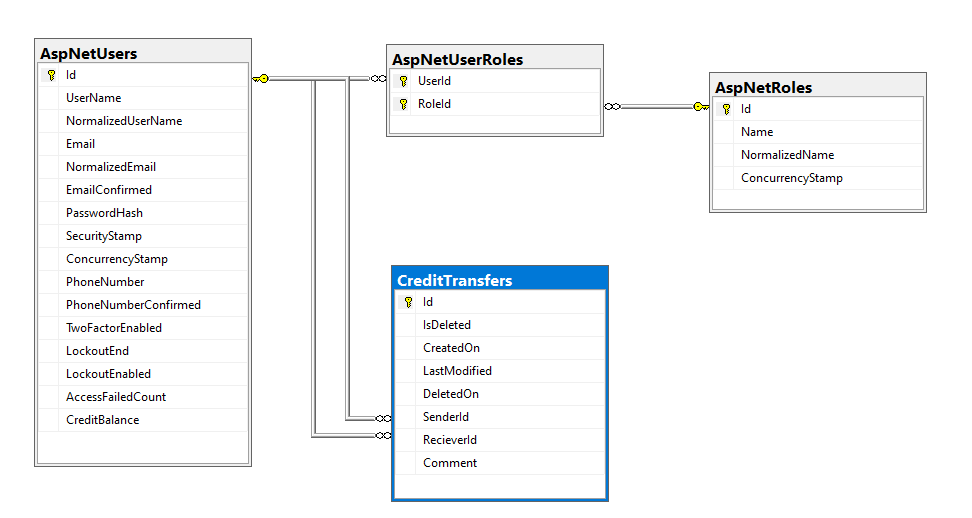 AspNetUsers
Id
UserName
NormalizedUserName
Email
NormalizedEmail
EmailConfirmed
PasswordHash
SecurityStamp
ConcurrencyStamp
PhoneNumber
PhoneNumberConfirmed
TwoFactorEnabled
LockoutEnd
LockoutEnabled
AccessFailedCount
CreditBalance
AspNetUserRoles
UserId
RoleId
AspNetRoles
Id
Name
NormalizedName
ConcurrencyStamp
CreditTransfers
Id
IsDeleted
CreatedOn
LastModified
DeletedOn
SenderId
RecieverId
Comment